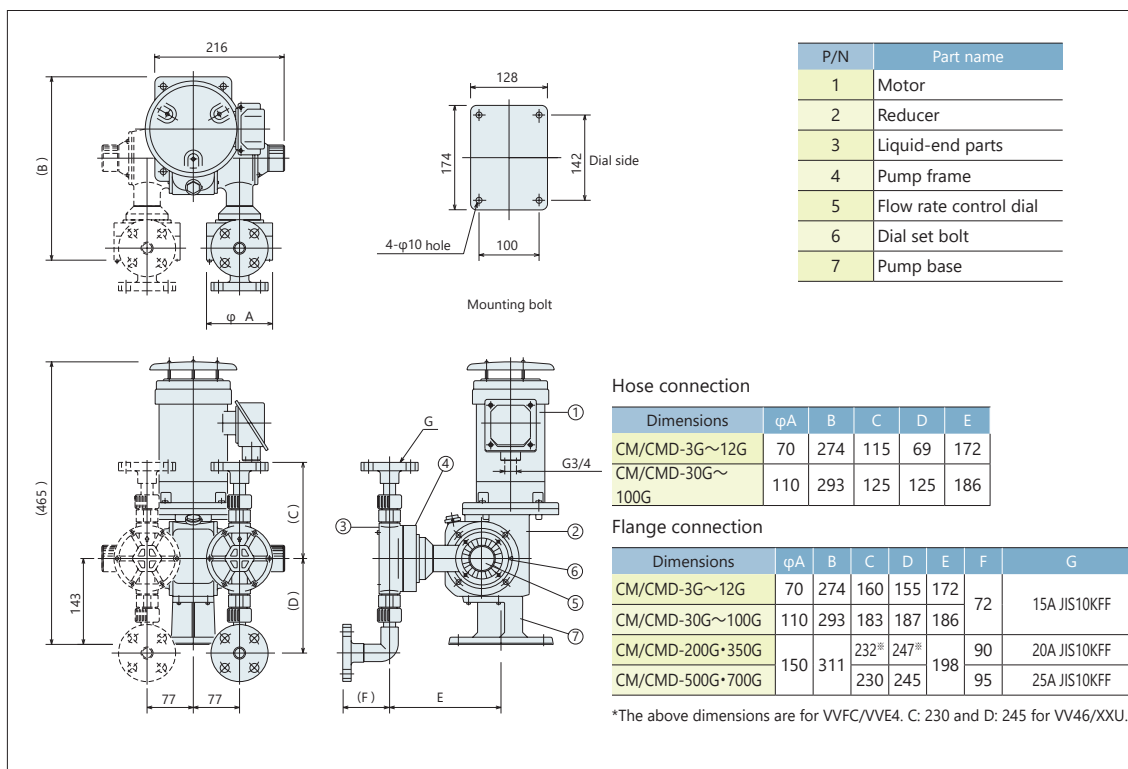 216
(B)
φ A
128
174
142
Dial side
4-φ10 hole
100
Mounting bolt
P/N Part name
1 Motor
2 Reducer
3 Liquid-end parts
4 Pump frame
5 Flow rate control dial
6 Dial set bolt
7 Pump base
(465)
143
(C)
(D)
77 77
G
G3/4
①
④
③
②
⑥
⑤
⑦
(F)
E
Hose connection
Dimensions φA B C D E
CM/CMD-3G～12G 70 274 115 69 172
CM/CMD-30G～
100G 110 293 125 125 186
Flange connection
Dimensions φA B C D E F G
CM/CMD-3G～12G 70 274 160 155 172 72 15A JIS10KFF
CM/CMD-30G～100G 110 293 183 187 186
CM/CMD-200G・350G 150 311 232※ 247※ 198 90 20A JIS10KFF
CM/CMD-500G・700G 230 245 95 25A JIS10KFF
*The above dimensions are for VVFC/VVE4. C: 230 and D: 245 for VV46/XXU.